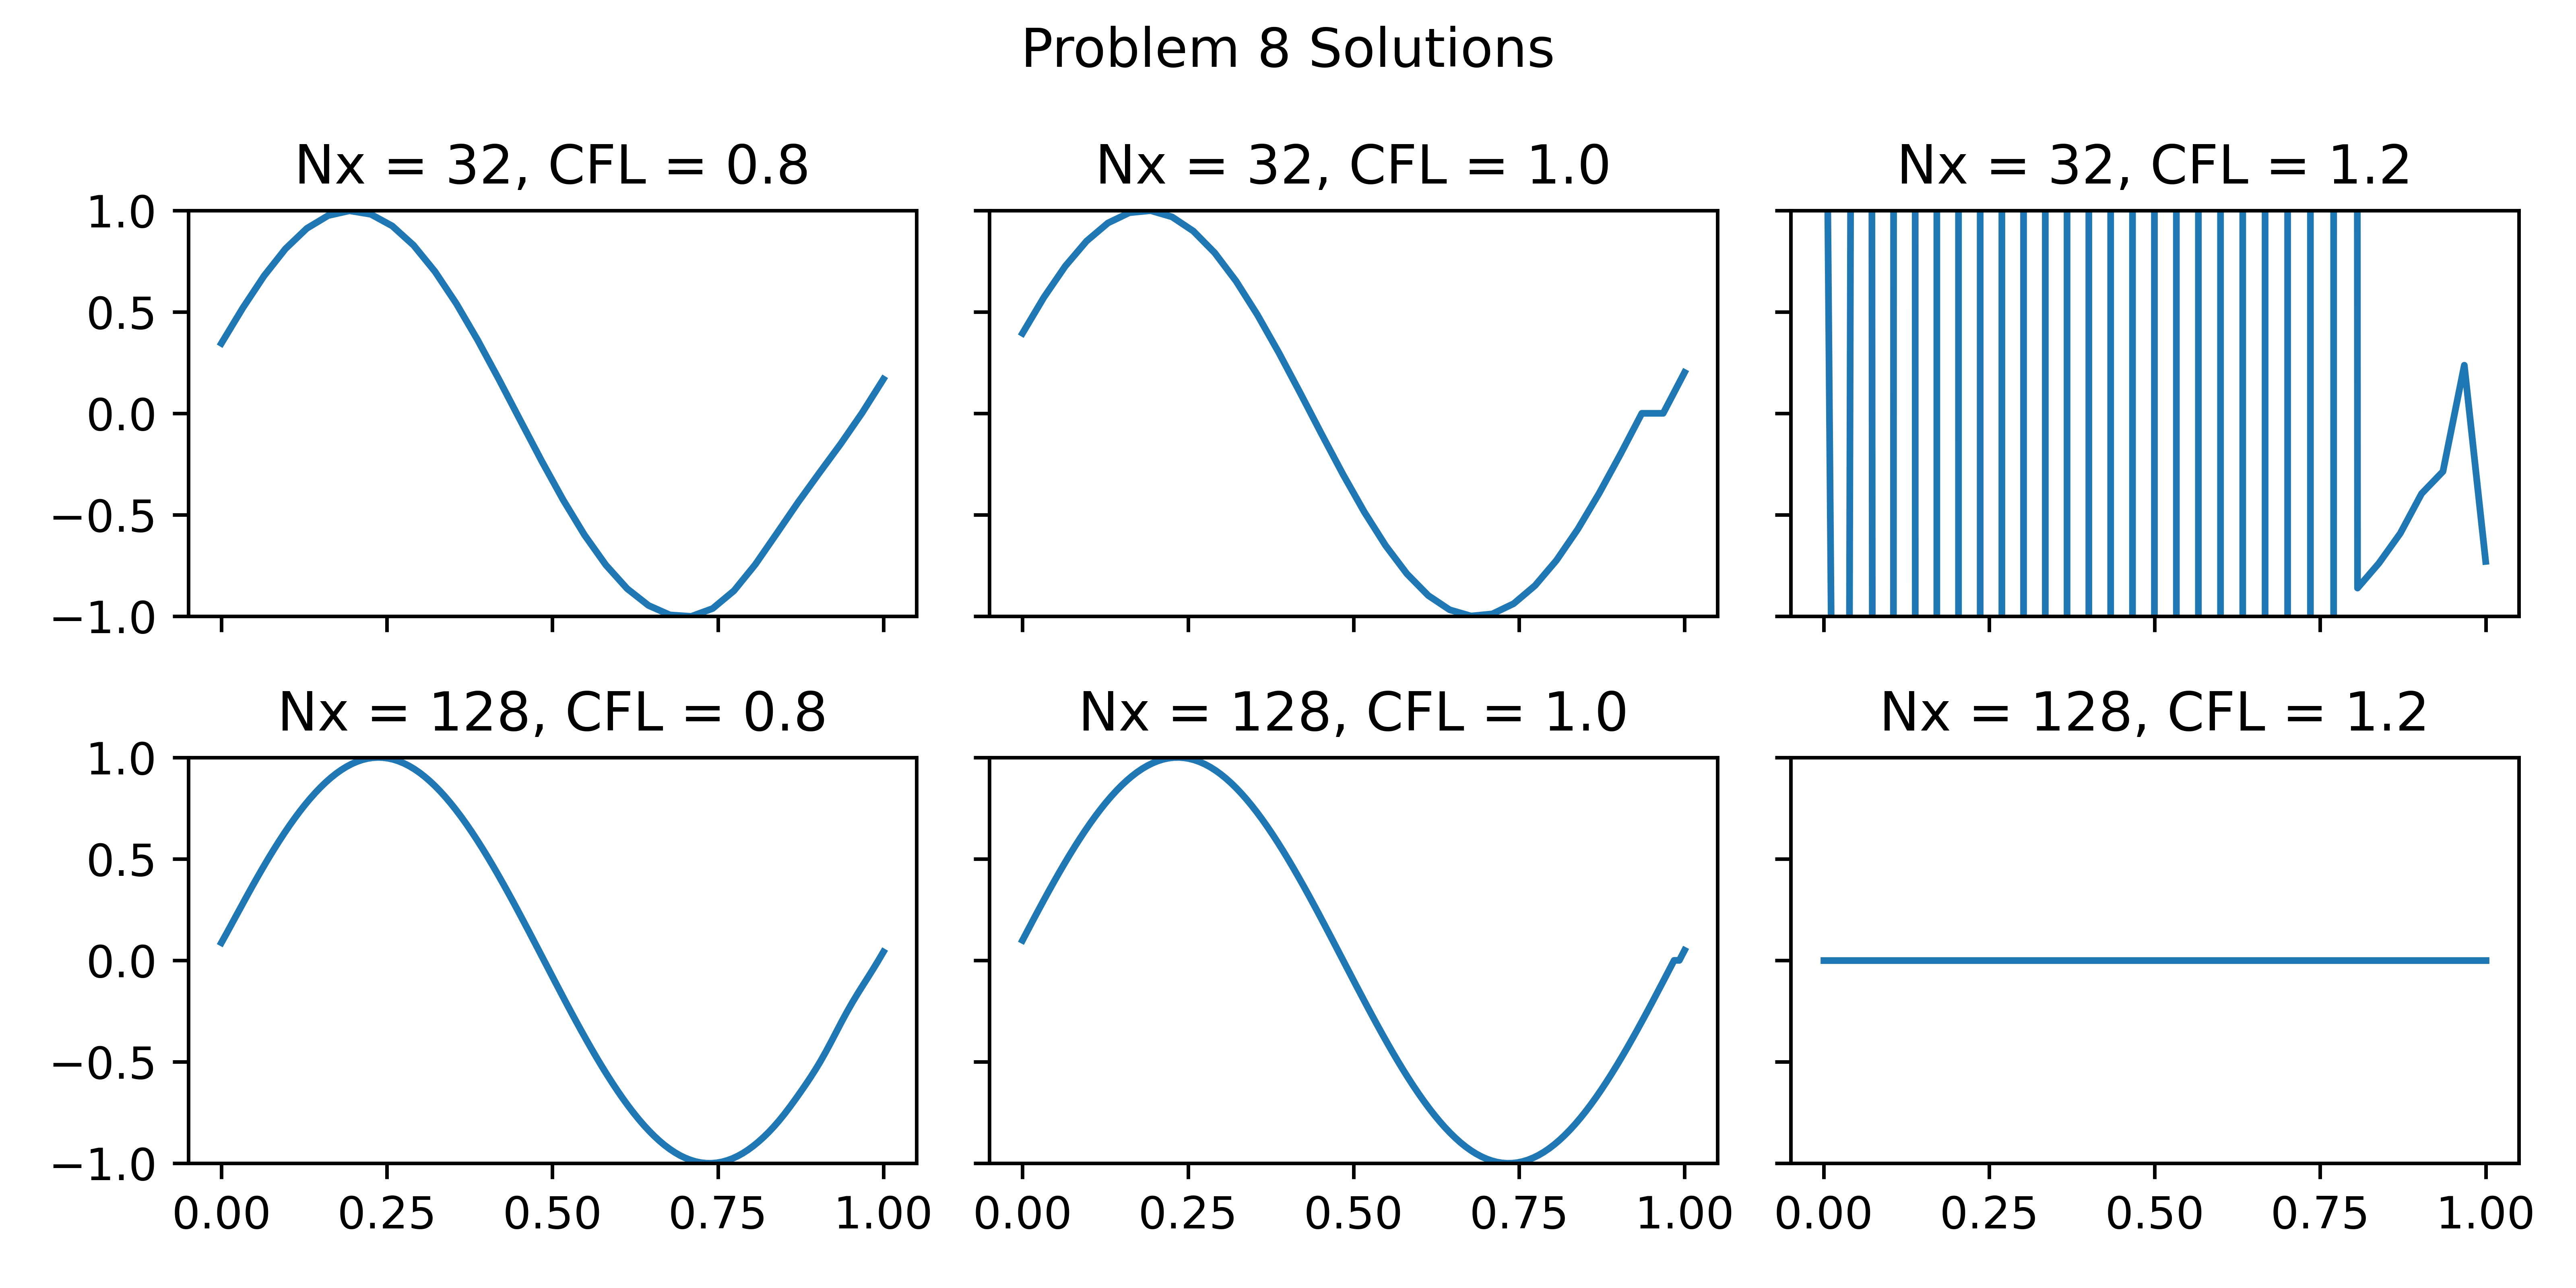 Problem 8 Solutions
Nx = 32, CFL = 0.8
Nx = 32, CFL = 1.0
Nx = 32, CFL = 1.2
1.0
0.5
0.0
−0.5
−1.0
Nx = 128, CFL = 0.8
Nx = 128, CFL = 1.0
Nx = 128, CFL = 1.2
1.0
0.5
0.0
−0.5
−1.0
0.00 0.25 0.50 0.75 1.00
0.00 0.25 0.50 0.75 1.00
0.00 0.25 0.50 0.75 1.00